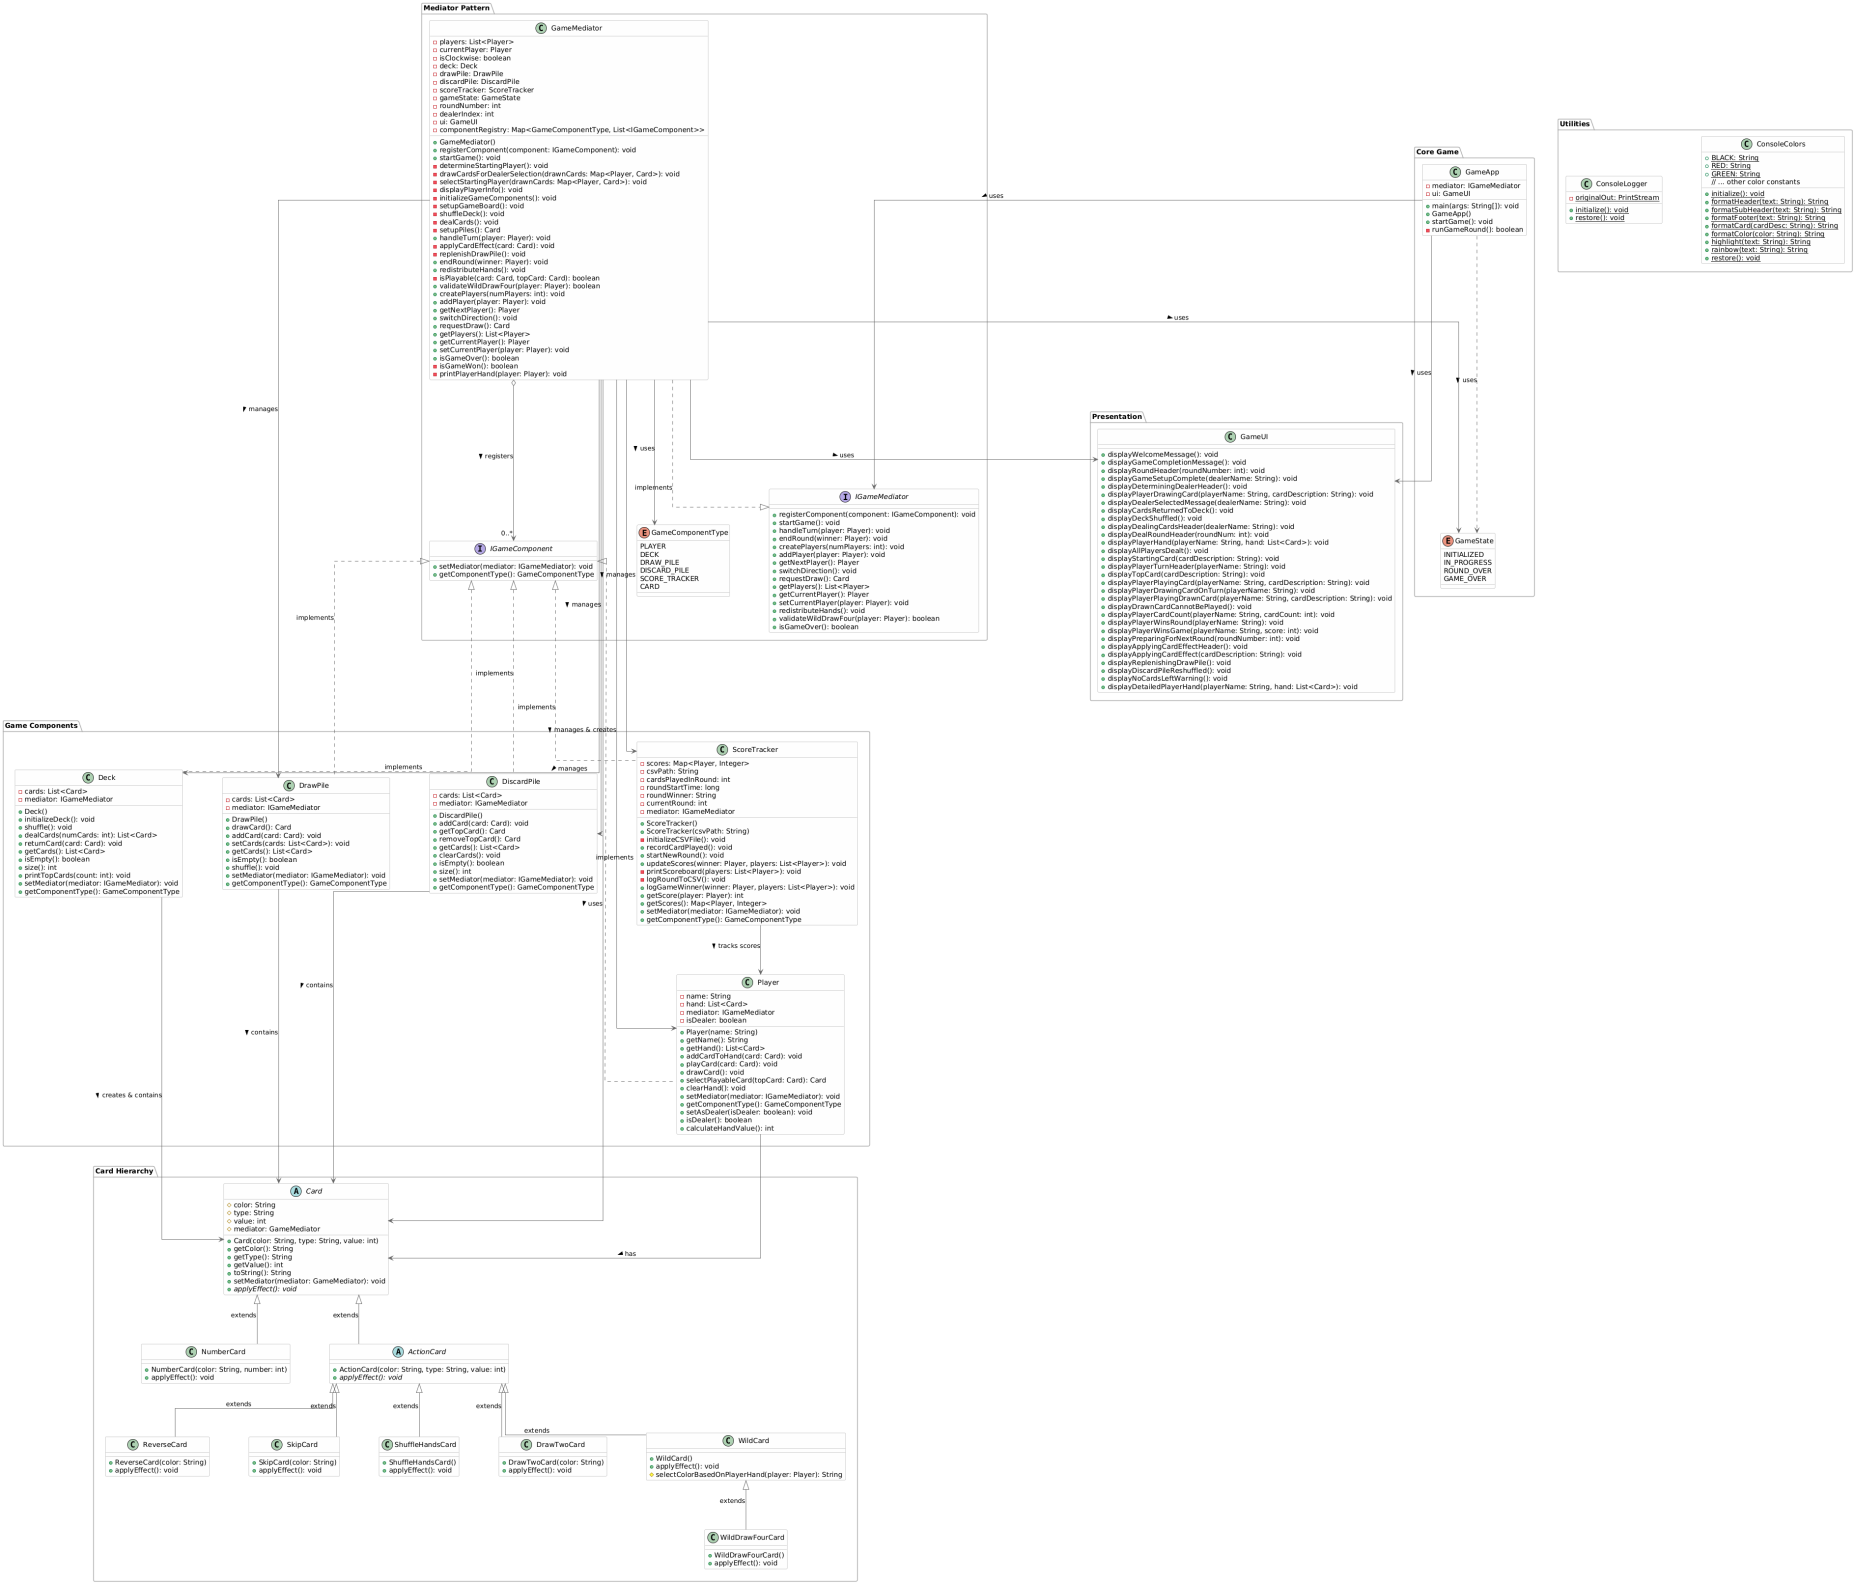 Mediator Pattern
C GameMediator
players: List<Player>
currentPlayer: Player
isClockwise: boolean
deck: Deck
drawPile: DrawPile
discardPile: DiscardPile
scoreTracker: ScoreTracker
gameState: GameState
roundNumber: int
dealerIndex: int
ui: GameUI
componentRegistry: Map<GameComponentType, List<IGameComponent>>
GameMediator()
registerComponent(component: IGameComponent): void
startGame(): void
determineStartingPlayer(): void
drawCardsForDealerSelection(drawnCards: Map<Player, Card>): void
selectStartingPlayer(drawnCards: Map<Player, Card>): void
displayPlayerInfo(): void
initializeGameComponents(): void
setupGameBoard(): void
shuffleDeck(): void
dealCards(): void
setupPiles(): Card
handleTurn(player: Player): void
applyCardEffect(card: Card): void
replenishDrawPile(): void
endRound(winner: Player): void
redistributeHands(): void
isPlayable(card: Card, topCard: Card): boolean
validateWildDrawFour(player: Player): boolean
createPlayers(numPlayers: int): void
addPlayer(player: Player): void
getNextPlayer(): Player
switchDirection(): void
requestDraw(): Card
getPlayers(): List<Player>
getCurrentPlayer(): Player
setCurrentPlayer(player: Player): void
isGameOver(): boolean
isGameWon(): boolean
printPlayerHand(player: Player): void
Utilities
C ConsoleLogger
originalOut: PrintStream
initialize(): void
restore(): void
C ConsoleColors
BLACK: String
RED: String
GREEN: String
// ... other color constants
initialize(): void
formatHeader(text: String): String
formatSubHeader(text: String): String
formatFooter(text: String): String
formatCard(cardDesc: String): String
formatColor(color: String): String
highlight(text: String): String
rainbow(text: String): String
restore(): void
Core Game
C GameApp
mediator: IGameMediator
ui: GameUI
main(args: String[]): void
GameApp()
startGame(): void
runGameRound(): boolean
uses
uses
uses
uses
manages
registers
uses
uses
implements
0..*
Presentation
C GameUI
displayWelcomeMessage(): void
displayGameCompletionMessage(): void
displayRoundHeader(roundNumber: int): void
displayGameSetupComplete(dealerName: String): void
displayDeterminingDealerHeader(): void
displayPlayerDrawingCard(playerName: String, cardDescription: String): void
displayDealerSelectedMessage(dealerName: String): void
displayCardsReturnedToDeck(): void
displayDeckShuffled(): void
displayDealingCardsHeader(dealerName: String): void
displayDealRoundHeader(roundNum: int): void
displayPlayerHand(playerName: String, hand: List<Card>): void
displayAllPlayersDealt(): void
displayStartingCard(cardDescription: String): void
displayPlayerTurnHeader(playerName: String): void
displayTopCard(cardDescription: String): void
displayPlayerPlayingCard(playerName: String, cardDescription: String): void
displayPlayerDrawingCardOnTurn(playerName: String): void
displayPlayerPlayingDrawnCard(playerName: String, cardDescription: String): void
displayDrawnCardCannotBePlayed(): void
displayPlayerCardCount(playerName: String, cardCount: int): void
displayPlayerWinsRound(playerName: String): void
displayPlayerWinsGame(playerName: String, score: int): void
displayPreparingForNextRound(roundNumber: int): void
displayApplyingCardEffectHeader(): void
displayApplyingCardEffect(cardDescription: String): void
displayReplenishingDrawPile(): void
displayDiscardPileReshuffled(): void
displayNoCardsLeftWarning(): void
displayDetailedPlayerHand(playerName: String, hand: List<Card>): void
I IGameMediator
registerComponent(component: IGameComponent): void
startGame(): void
handleTurn(player: Player): void
endRound(winner: Player): void
createPlayers(numPlayers: int): void
addPlayer(player: Player): void
getNextPlayer(): Player
switchDirection(): void
requestDraw(): Card
getPlayers(): List<Player>
getCurrentPlayer(): Player
setCurrentPlayer(player: Player): void
redistributeHands(): void
validateWildDrawFour(player: Player): boolean
isGameOver(): boolean
E GameComponentType
PLAYER
DECK
DRAW_PILE
DISCARD_PILE
SCORE_TRACKER
CARD
E GameState
INITIALIZED
IN_PROGRESS
ROUND_OVER
GAME_OVER
I IGameComponent
setMediator(mediator: IGameMediator): void
getComponentType(): GameComponentType
manages
manages
implements
implements
implements
manages & creates
implements
manages
implements
uses
Game Components
C Deck
cards: List<Card>
mediator: IGameMediator
Deck()
initializeDeck(): void
shuffle(): void
dealCards(numCards: int): List<Card>
returnCard(card: Card): void
getCards(): List<Card>
isEmpty(): boolean
size(): int
printTopCards(count: int): void
setMediator(mediator: IGameMediator): void
getComponentType(): GameComponentType
C DrawPile
cards: List<Card>
mediator: IGameMediator
DrawPile()
drawCard(): Card
addCard(card: Card): void
setCards(cards: List<Card>): void
getCards(): List<Card>
isEmpty(): boolean
shuffle(): void
setMediator(mediator: IGameMediator): void
getComponentType(): GameComponentType
C DiscardPile
cards: List<Card>
mediator: IGameMediator
DiscardPile()
addCard(card: Card): void
getTopCard(): Card
removeTopCard(): Card
getCards(): List<Card>
clearCards(): void
isEmpty(): boolean
size(): int
setMediator(mediator: IGameMediator): void
getComponentType(): GameComponentType
C ScoreTracker
scores: Map<Player, Integer>
csvPath: String
cardsPlayedInRound: int
roundStartTime: long
roundWinner: String
currentRound: int
mediator: IGameMediator
ScoreTracker()
ScoreTracker(csvPath: String)
initializeCSVFile(): void
recordCardPlayed(): void
startNewRound(): void
updateScores(winner: Player, players: List<Player>): void
printScoreboard(players: List<Player>): void
logRoundToCSV(): void
logGameWinner(winner: Player, players: List<Player>): void
getScore(player: Player): int
getScores(): Map<Player, Integer>
setMediator(mediator: IGameMediator): void
getComponentType(): GameComponentType
tracks scores
C Player
name: String
hand: List<Card>
mediator: IGameMediator
isDealer: boolean
Player(name: String)
getName(): String
getHand(): List<Card>
addCardToHand(card: Card): void
playCard(card: Card): void
drawCard(): void
selectPlayableCard(topCard: Card): Card
clearHand(): void
setMediator(mediator: IGameMediator): void
getComponentType(): GameComponentType
setAsDealer(isDealer: boolean): void
isDealer(): boolean
calculateHandValue(): int
contains
contains
creates & contains
has
Card Hierarchy
A Card
color: String
type: String
value: int
mediator: GameMediator
Card(color: String, type: String, value: int)
getColor(): String
getType(): String
getValue(): int
toString(): String
setMediator(mediator: GameMediator): void
applyEffect(): void
extends
extends
C NumberCard
NumberCard(color: String, number: int)
applyEffect(): void
A ActionCard
ActionCard(color: String, type: String, value: int)
applyEffect(): void
extends
extends
extends
extends
extends
C ReverseCard
ReverseCard(color: String)
applyEffect(): void
C SkipCard
SkipCard(color: String)
applyEffect(): void
C ShuffleHandsCard
ShuffleHandsCard()
applyEffect(): void
C DrawTwoCard
DrawTwoCard(color: String)
applyEffect(): void
C WildCard
WildCard()
applyEffect(): void
selectColorBasedOnPlayerHand(player: Player): String
extends
C WildDrawFourCard
WildDrawFourCard()
applyEffect(): void